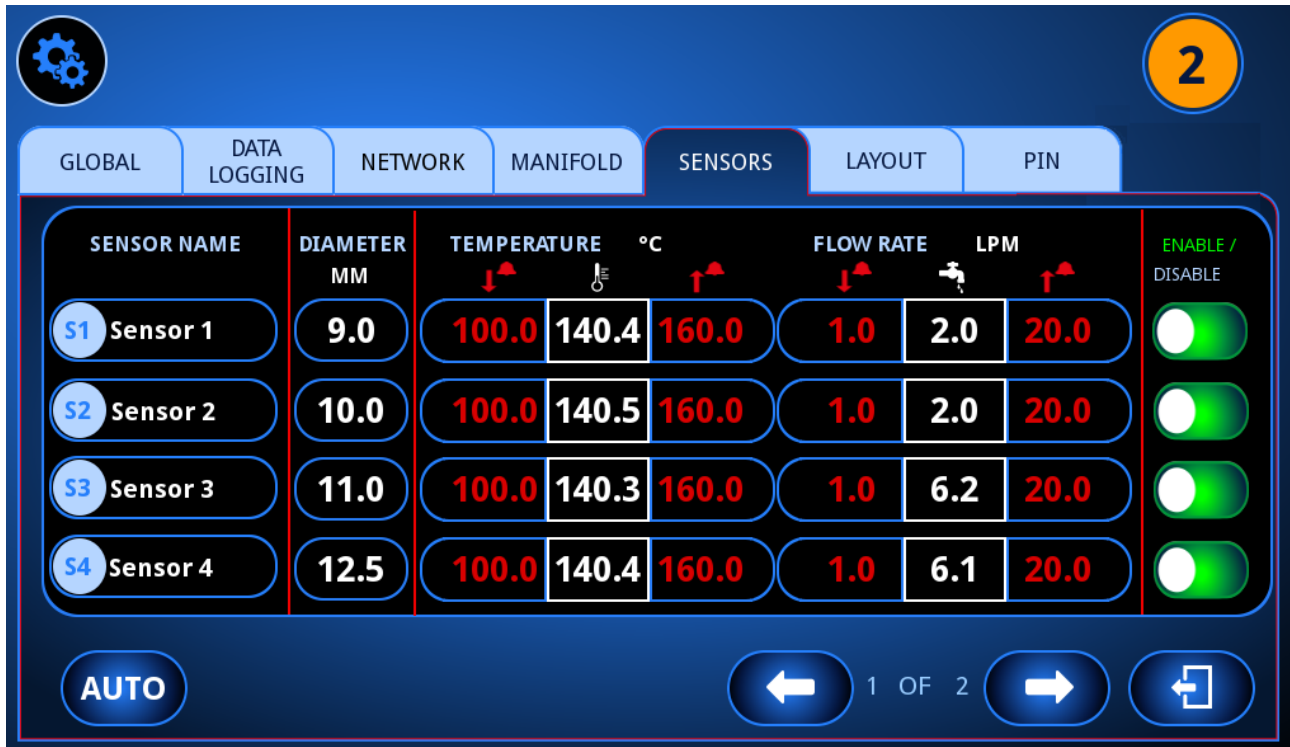 2
GLOBAL
DATA
LOGGING
NETWORK
MANIFOLD
SENSORS
LAYOUT
PIN
SENSOR NAME DIAMETER TEMPERATURE °C FLOW RATE LPM ENABLE /
MM DISABLE
S1 Sensor 1 9.0 100.0 140.4 160.0 1.0 2.0 20.0
S2 Sensor 2 10.0 100.0 140.5 160.0 1.0 2.0 20.0
S3 Sensor 3 11.0 100.0 140.3 160.0 1.0 6.2 20.0
S4 Sensor 4 12.5 100.0 140.4 160.0 1.0 6.1 20.0
AUTO 1 OF 2